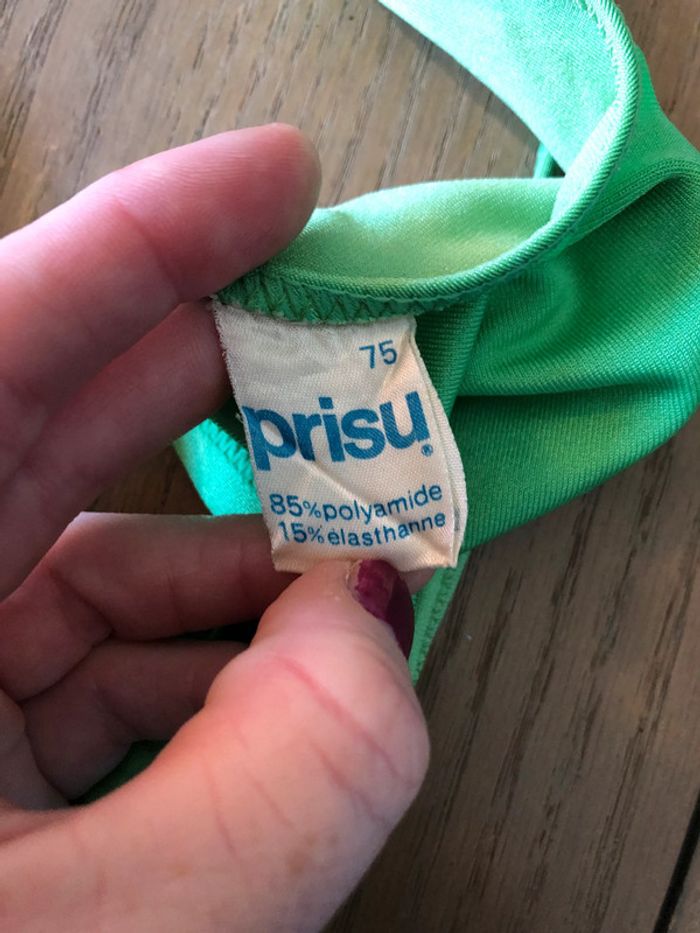 75
prisu®
85% polyamide
15% élasthanne